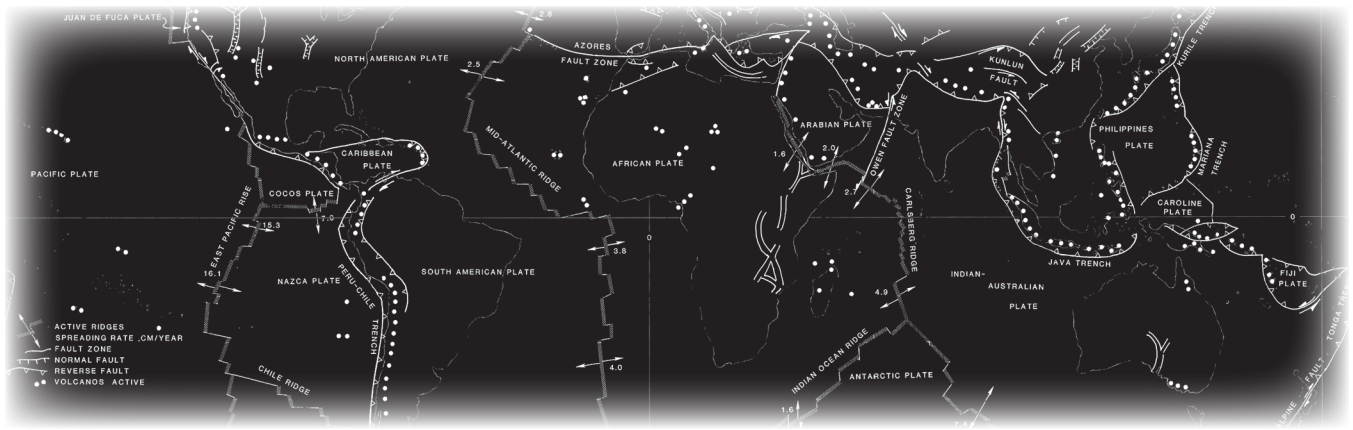 JUAN DE FUCA PLATE
2.8
AZORES
FAULT ZONE
NORTH AMERICAN PLATE
2.5
KUNLUN
FAULT
KURILE TRENCH
MID-ATLANTIC RIDGE
ARABIAN PLATE
OWEN FAULT ZONE
PHILIPPINES
PLATE
MARIANA
TRENCH
CARIBBEAN
PLATE
AFRICAN PLATE
1.6
2.0
2.7
PACIFIC PLATE
COCOS PLATE
7.0
CAROLINE
PLATE
0
0
EAST PACIFIC RISE
15.3
3.8
CARLSBERG RIDGE
16.1
NAZCA PLATE
PERU-CHILE
TRENCH
SOUTH AMERICAN PLATE
JAVA TRENCH
INDIAN-
AUSTRALIAN
PLATE
FIJI
PLATE
4.9
ACTIVE RIDGES
SPREADING RATE ,CM/YEAR
FAULT ZONE
NORMAL FAULT
REVERSE FAULT
VOLCANOS ACTIVE
CHILE RIDGE
4.0
INDIAN OCEAN RIDGE
ANTARCTIC PLATE
1.6
ALPINE FAULT
TONGA